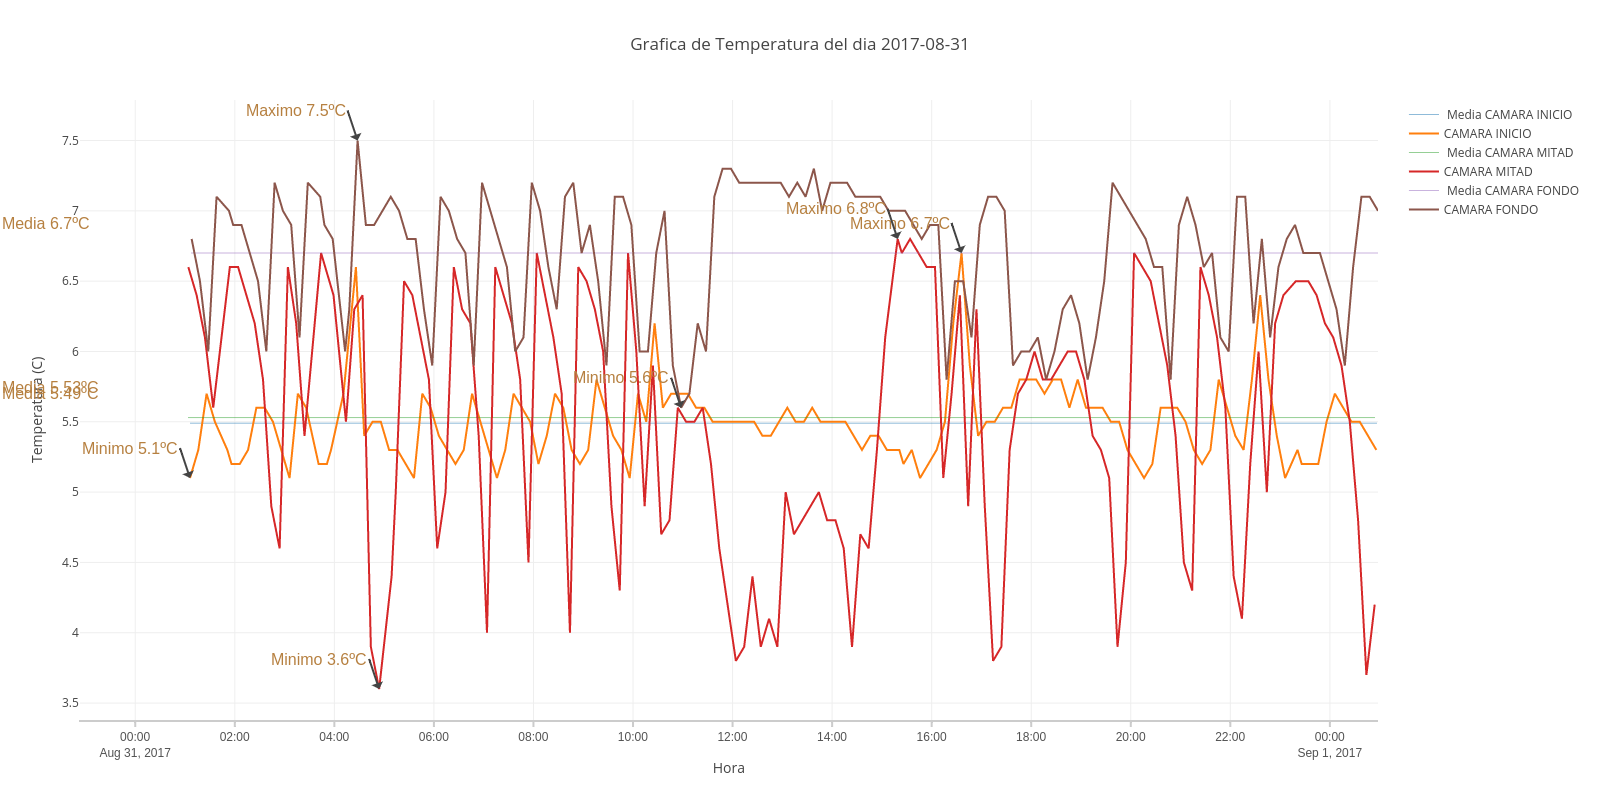 Grafica de Temperatura del dia 2017-08-31
Maximo 7.5ºC
Media 6.7ºC
Maximo 6.8ºC
Maximo 6.7ºC
Minimo 5.6ºC
Media 5.53ºC
Media 5.49ºC
Minimo 5.1ºC
Minimo 3.6ºC
Temperatura (C)
7.5
7
6.5
6
5.5
5
4.5
4
3.5
00:00 02:00 04:00 06:00 08:00 10:00 12:00 14:00 16:00 18:00 20:00 22:00 00:00
Aug 31, 2017 Sep 1, 2017
Hora
Media CAMARA INICIO
CAMARA INICIO
Media CAMARA MITAD
CAMARA MITAD
Media CAMARA FONDO
CAMARA FONDO